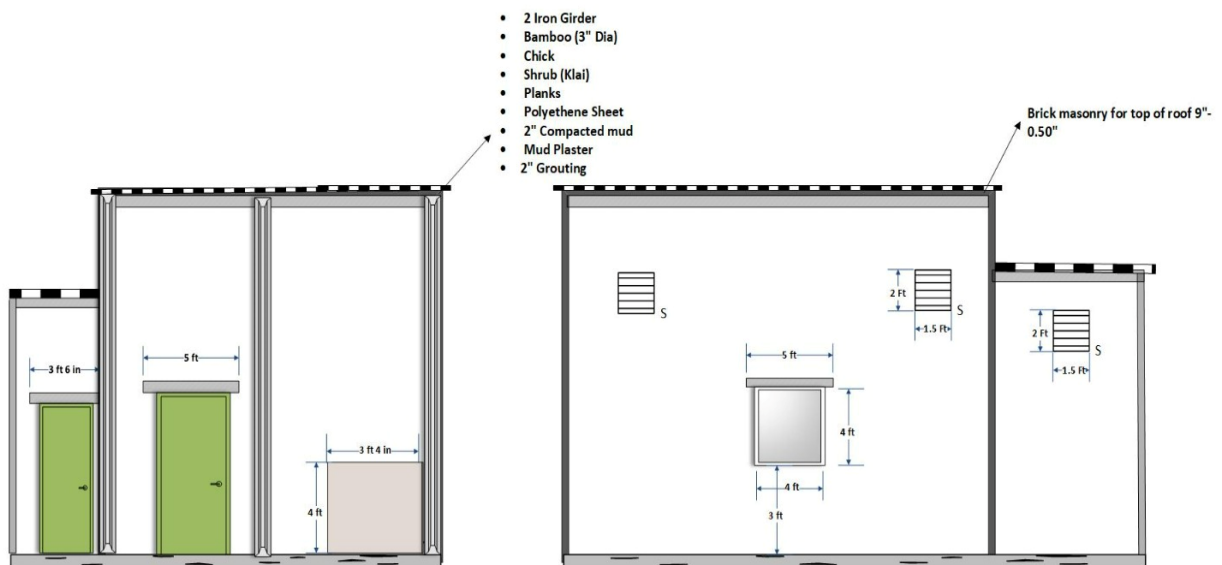 • 2 Iron Girder
• Bamboo (3" Dia)
• Chick
• Shrub (Klai)
• Planks
• Polyethene Sheet
• 2" Compacted mud
• Mud Plaster
• 2" Grouting
Brick masonry for top of roof 9"-
0.50"
5 ft
3 ft 6 in
3 ft 4 in
4 ft
S
2 Ft
S
1.5 Ft
5 ft
4 ft
4 ft
3 ft
2 Ft
S
1.5 Ft